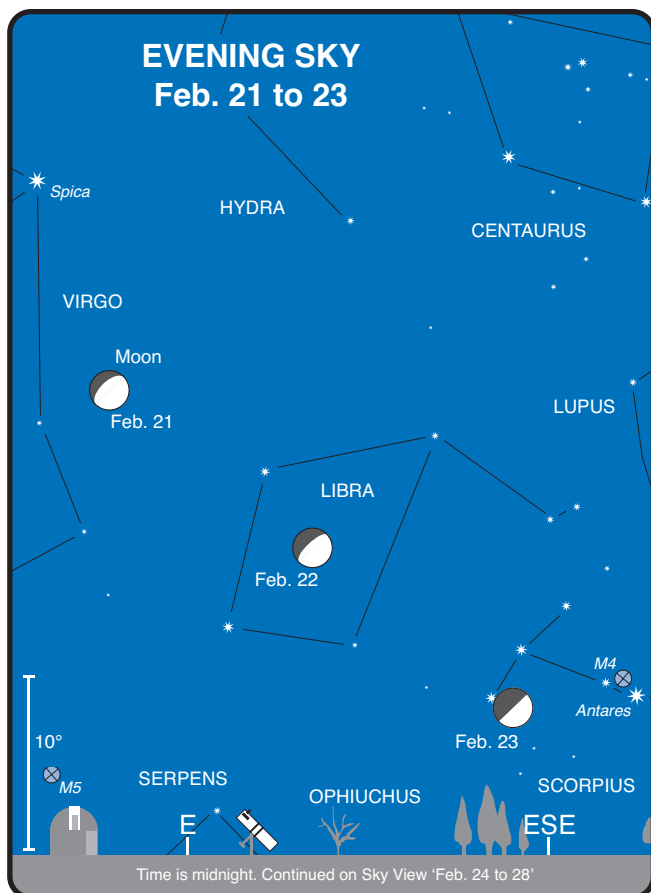 EVENING SKY
Feb. 21 to 23
Spica
HYDRA
CENTAURUS
VIRGO
Moon
Feb. 21
LUPUS
LIBRA
Feb. 22
M4
Antares
Feb. 23
10°
M5
SERPENS
OPHIUCHUS
SCORPIUS
E
ESE
Time is midnight. Continued on Sky View ‘Feb. 24 to 28’